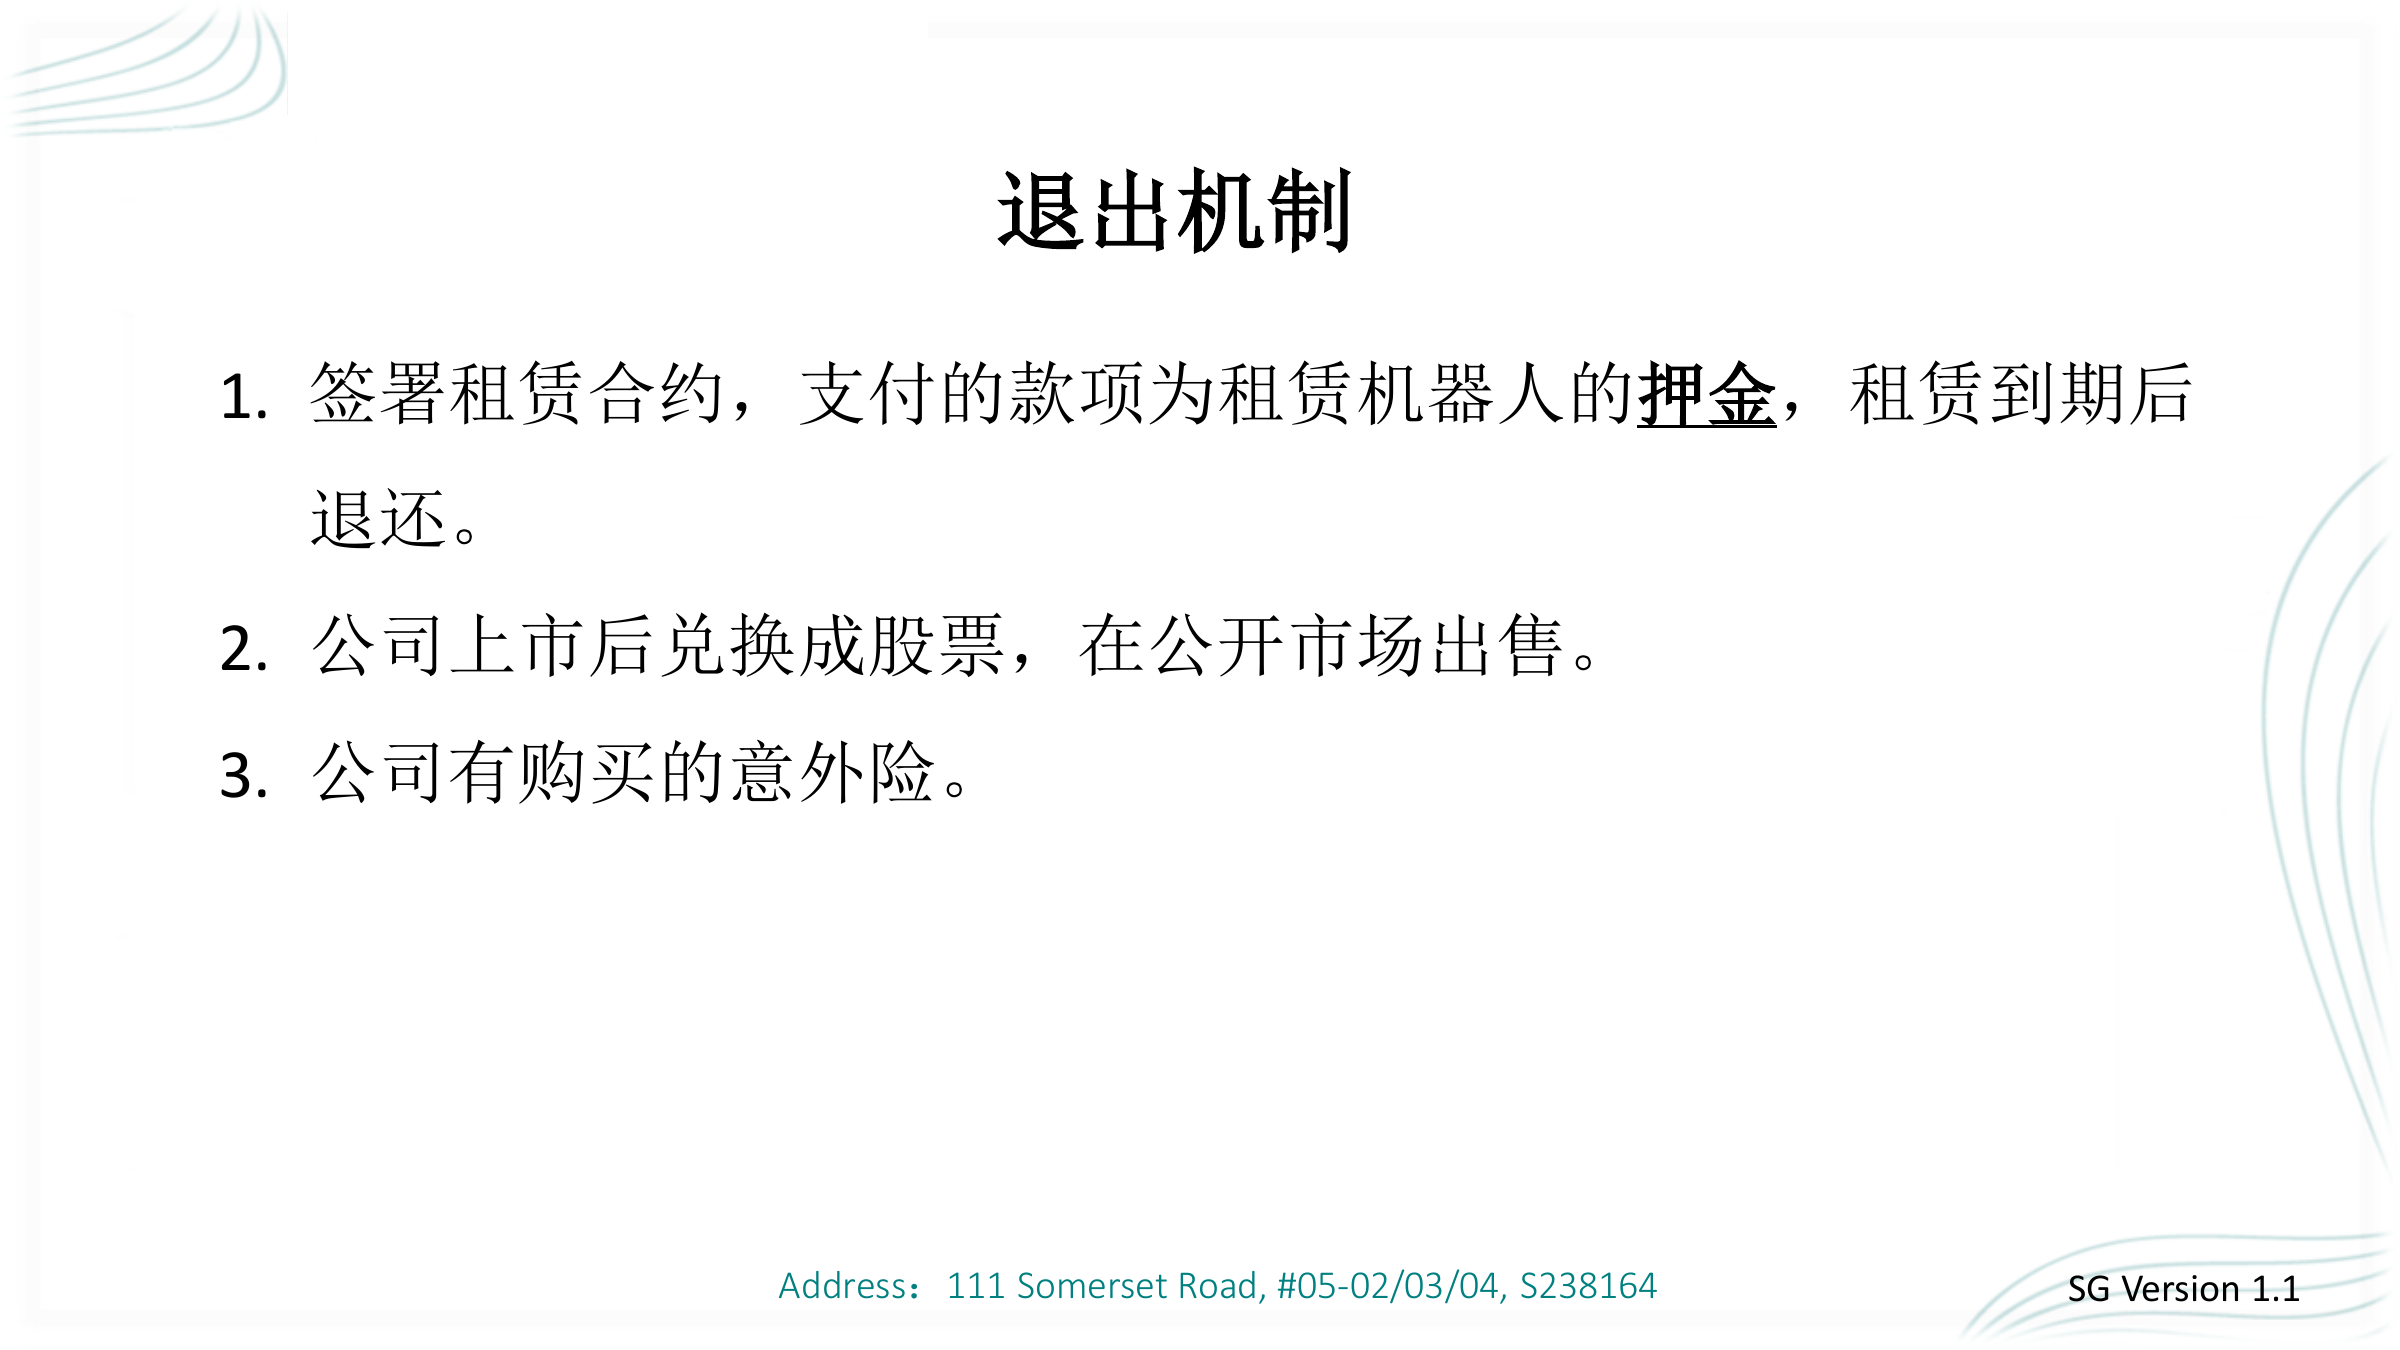 退出机制
1. 签署租赁合约，支付的款项为租赁机器人的押金，租赁到期后
退还。
2. 公司上市后兑换成股票，在公开市场出售。
3. 公司有购买的意外险。
Address：111 Somerset Road, #05-02/03/04, S238164
SG Version 1.1